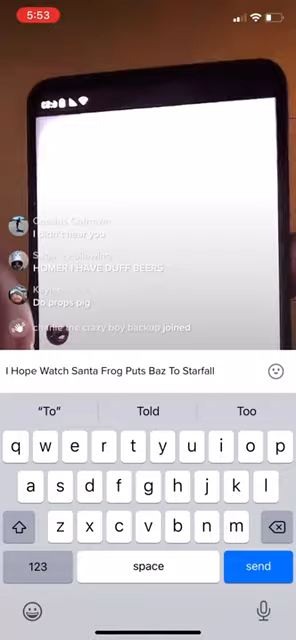 5:53
I didn't hear you
HOMER I HAVE DUFF BEERS
Do props pig
charlie the crazy boy backup joined
I Hope Watch Santa Frog Puts Baz To Starfall
“To” Told Too
q w e r t y u i o p
a s d f g h j k l
z x c v b n m
123 space send